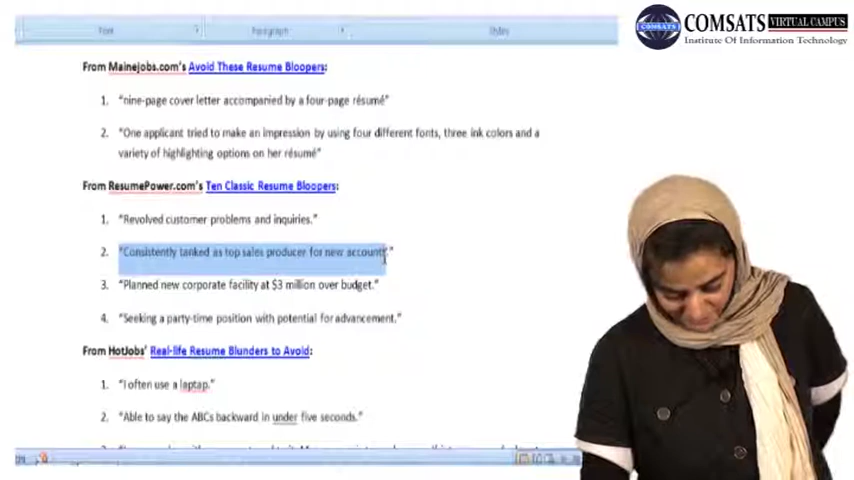 Font
Paragraph
Styles
COMSATS VIRTUAL CAMPUS
Institute Of Information Technology
COMSATS
From Mainejobs.com's Avoid These Resume Bloopers:
1. "nine-page cover letter accompanied by a four-page résumé"
2. "One applicant tried to make an impression by using four different fonts, three ink colors and a
variety of highlighting options on her résumé"
From ResumePower.com's Ten Classic Resume Bloopers:
1. "Revolved customer problems and inquiries."
2. "Consistently tanked as top sales producer for new accounts."
3. "Planned new corporate facility at $3 million over budget."
4. "Seeking a party-time position with potential for advancement."
From HotJobs' Real-life Resume Blunders to Avoid:
1. "I often use a laptap."
2. "Able to say the ABCs backward in under five seconds."